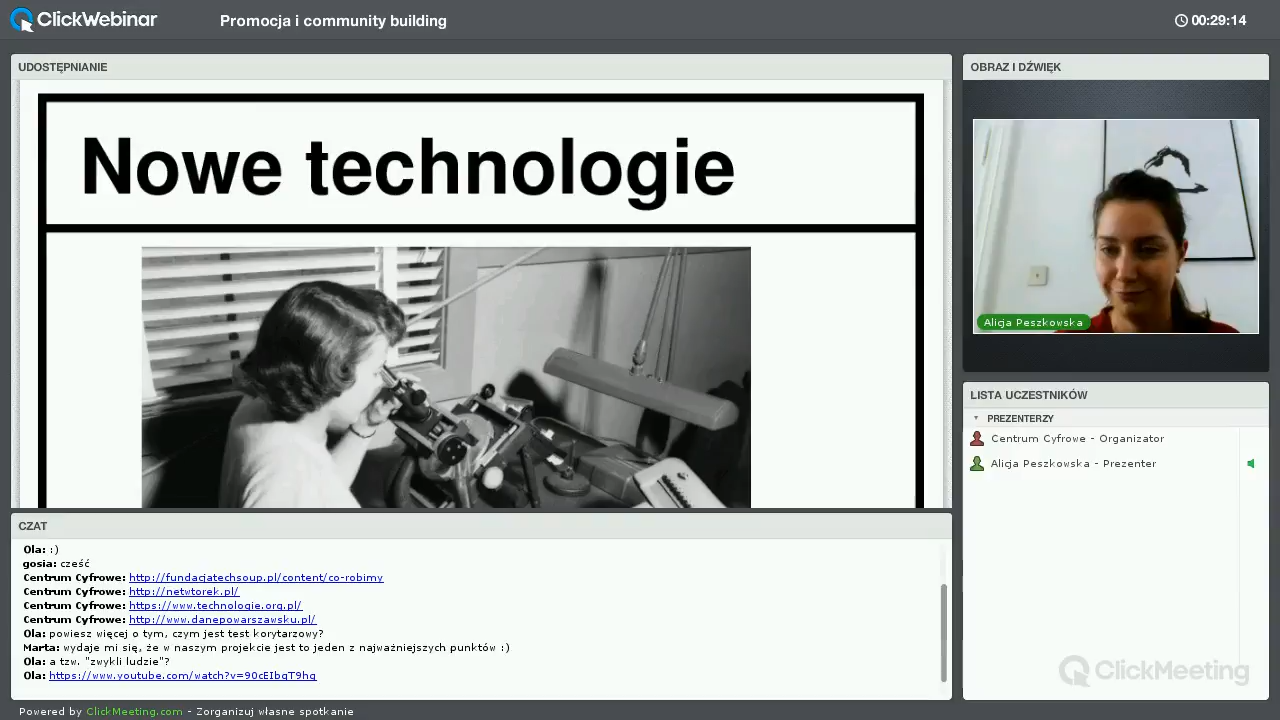 ClickWebinar
Promocja i community building
00:29:14
UDOSTĘPNIANIE
Nowe technologie
OBRAZ I DŹWIĘK
Alicja Peszkowska
LISTA UCZESTNIKÓW
PREZENTERZY
Centrum Cyfrowe - Organizator
Alicja Peszkowska - Prezenter
CZAT
Ola: :)
gosia: cześć
Centrum Cyfrowe: http://fundacjatechsoup.pl/content/co-robimy
Centrum Cyfrowe: http://netwtorek.pl/
Centrum Cyfrowe: https://www.technologie.org.pl/
Centrum Cyfrowe: http://www.danepowarszawsku.pl/
Ola: powiesz więcej o tym, czym jest test korytarzowy?
Marta: wydaje mi się, że w naszym projekcie jest to jeden z najważniejszych punktów :)
Ola: a tzw. "zwykli ludzie"?
Ola: https://www.youtube.com/watch?v=90cEIbqT9hg
ClickMeeting
Powered by ClickMeeting.com - Zorganizuj własne spotkanie